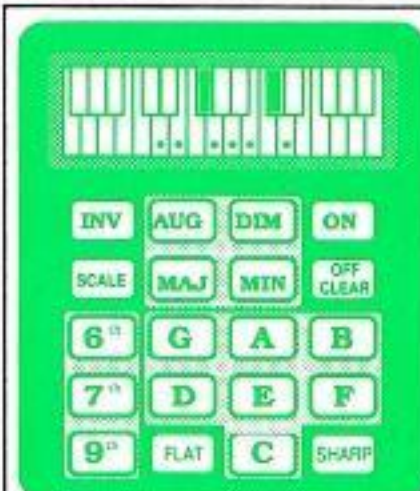 INV AUG DIM ON
SCALE MAJ MIN OFF CLEAR
6th G A B
7th D E F
9th FLAT C SHARP